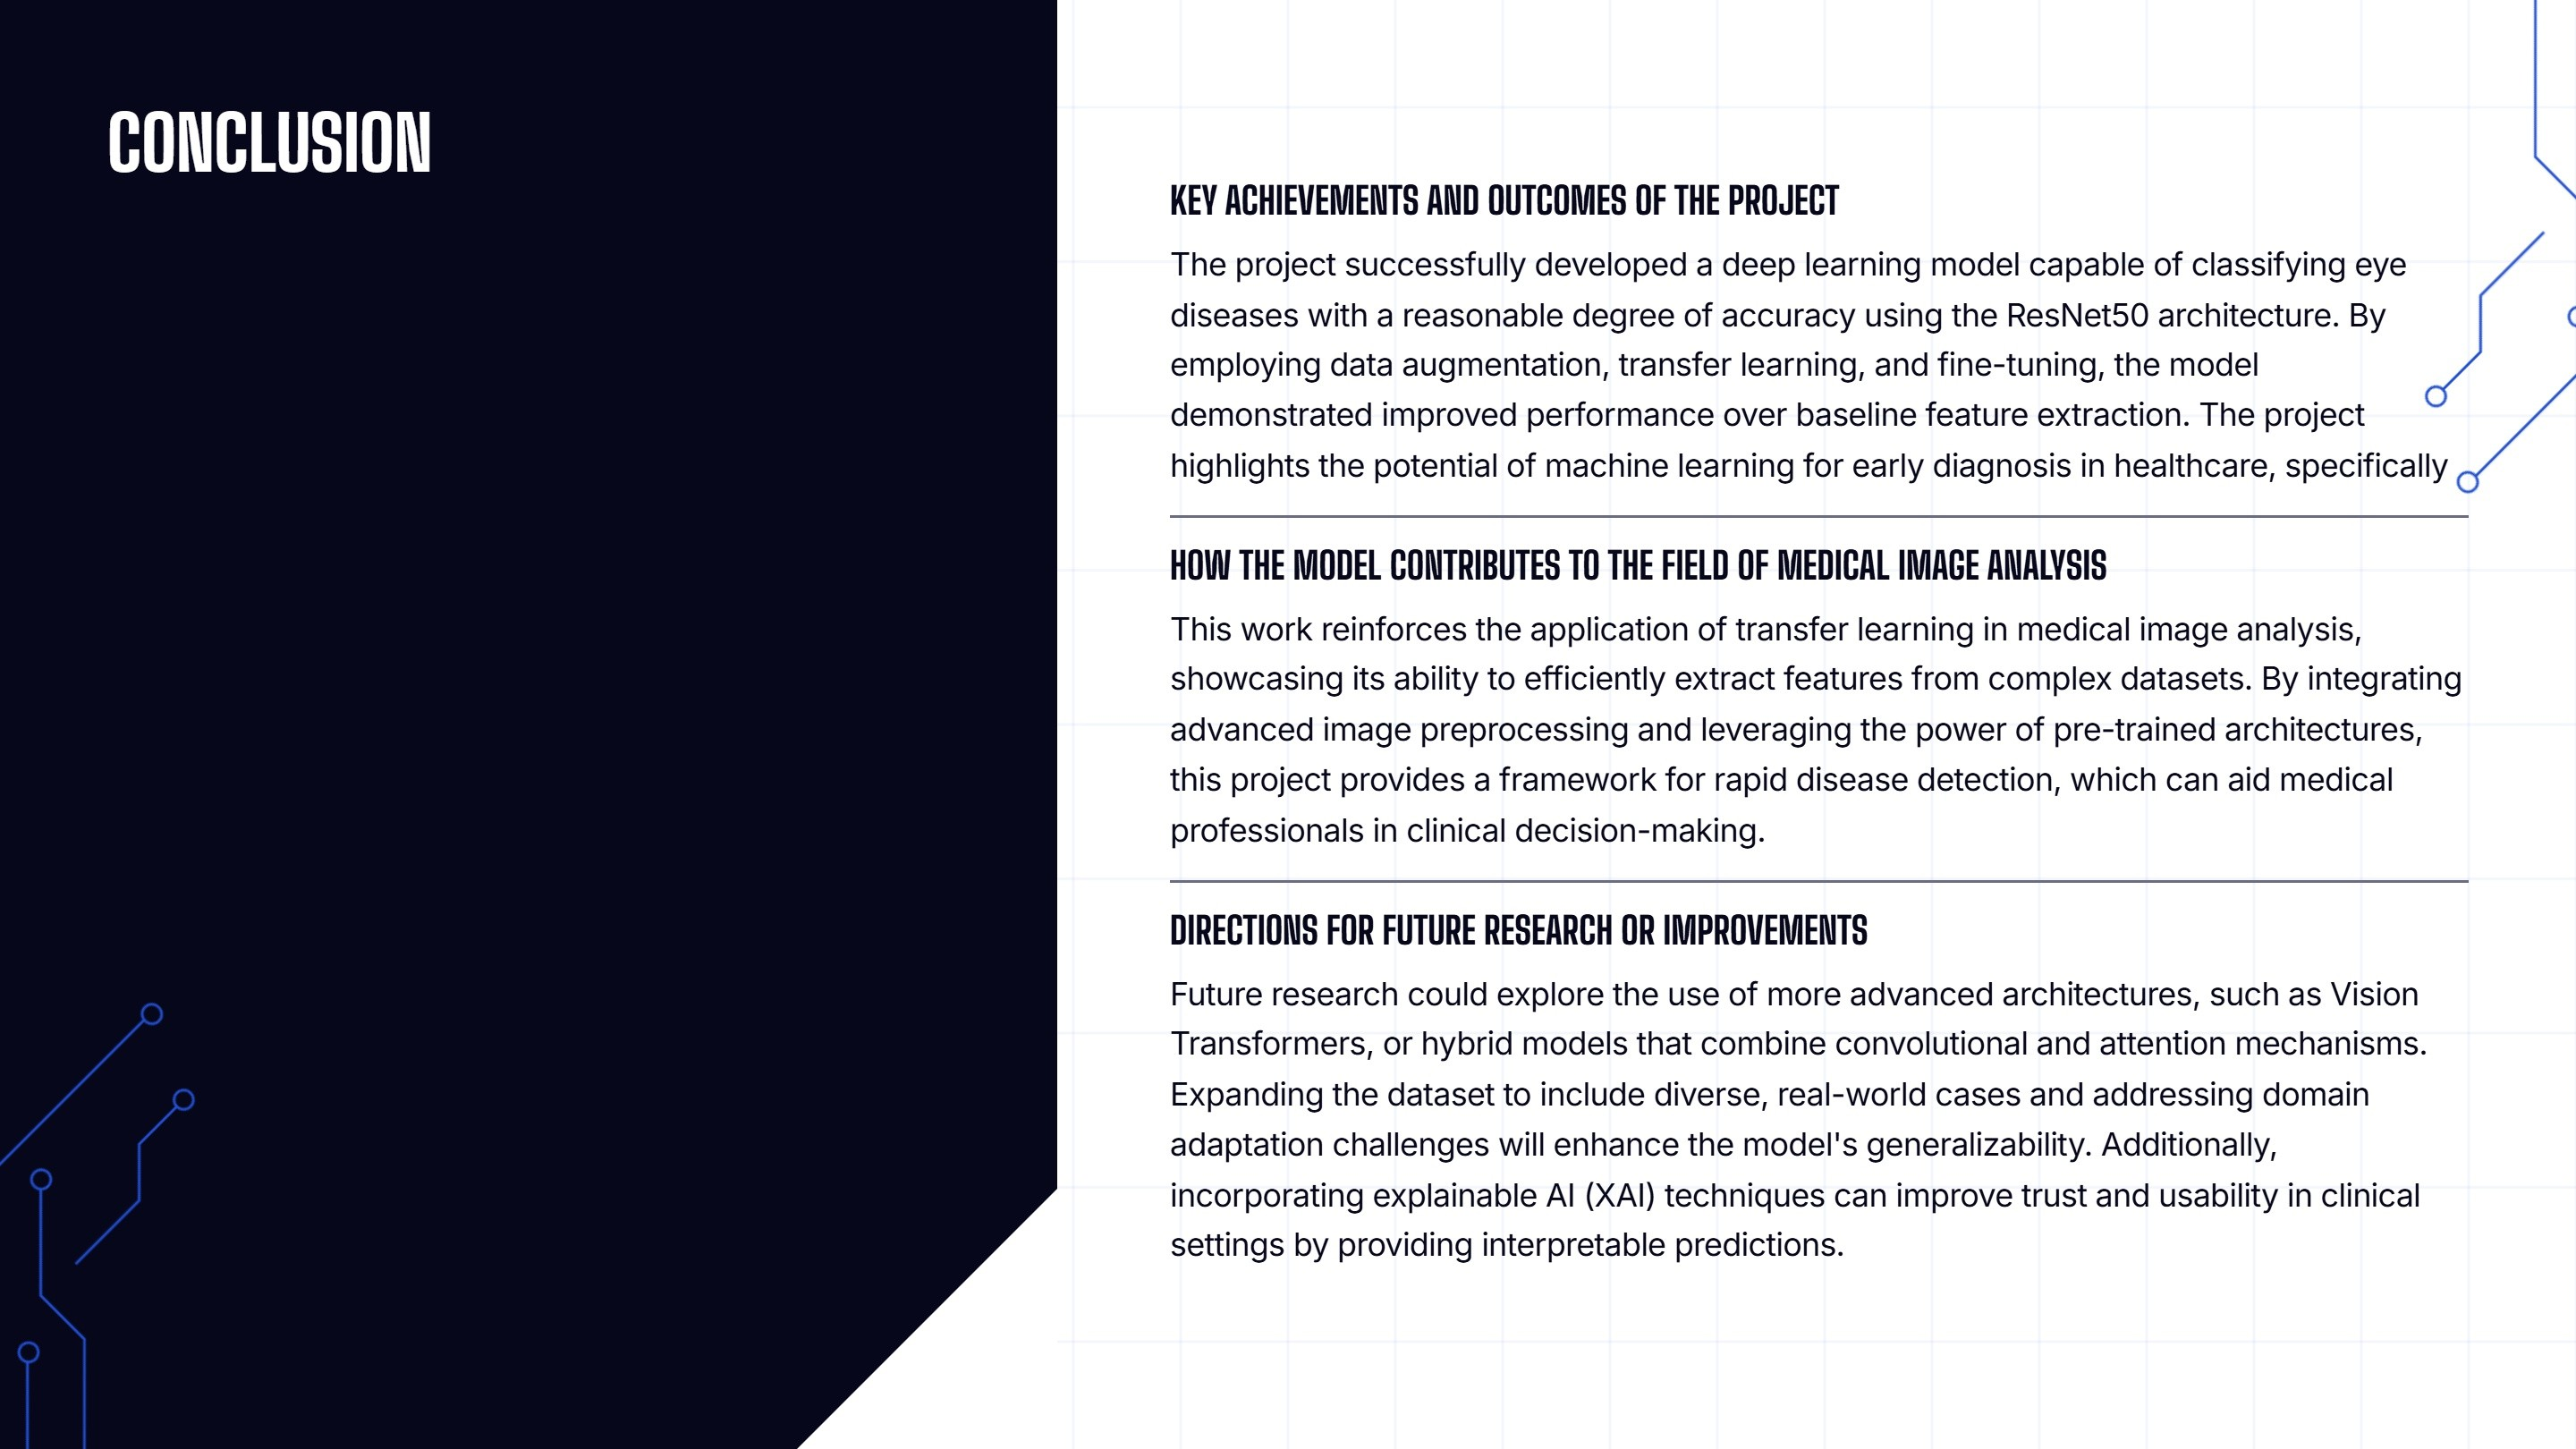 CONCLUSION
KEY ACHIEVEMENTS AND OUTCOMES OF THE PROJECT
The project successfully developed a deep learning model capable of classifying eye
diseases with a reasonable degree of accuracy using the ResNet50 architecture. By
employing data augmentation, transfer learning, and fine-tuning, the model
demonstrated improved performance over baseline feature extraction. The project
highlights the potential of machine learning for early diagnosis in healthcare, specifically
HOW THE MODEL CONTRIBUTES TO THE FIELD OF MEDICAL IMAGE ANALYSIS
This work reinforces the application of transfer learning in medical image analysis,
showcasing its ability to efficiently extract features from complex datasets. By integrating
advanced image preprocessing and leveraging the power of pre-trained architectures,
this project provides a framework for rapid disease detection, which can aid medical
professionals in clinical decision-making.
DIRECTIONS FOR FUTURE RESEARCH OR IMPROVEMENTS
Future research could explore the use of more advanced architectures, such as Vision
Transformers, or hybrid models that combine convolutional and attention mechanisms.
Expanding the dataset to include diverse, real-world cases and addressing domain
adaptation challenges will enhance the model's generalizability. Additionally,
incorporating explainable AI (XAI) techniques can improve trust and usability in clinical
settings by providing interpretable predictions.